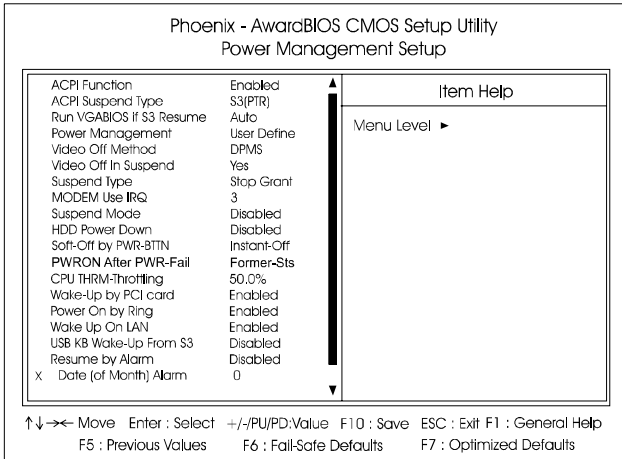 Phoenix - AwardBIOS CMOS Setup Utility
Power Management Setup
ACPI Function Enabled
ACPI Suspend Type S3(PTR)
Run VGABIOS If S3 Resume Auto
Power Management User Define
Video Off Method DPMS
Video Off In Suspend Yes
Suspend Type Stop Grant
MODEM Use IRQ 3
Suspend Mode Disabled
HDD Power Down Disabled
Soft-Off by PWR-BTTN Instant-Off
PWRON After PWR-Fail Former-Sts
CPU THRM-Throttling 50.0%
Wake-Up by PCI card Enabled
Power On by Ring Enabled
Wake Up On LAN Enabled
USB KB Wake-Up From S3 Disabled
Resume by Alarm Disabled
X Date (of Month) Alarm 0
Item Help
Menu Level ►
↑↓→← Move Enter : Select +/-/PU/PD:Value F10 : Save ESC : Exit F1 : General Help
F5 : Previous Values F6 : Fail-Safe Defaults F7 : Optimized Defaults